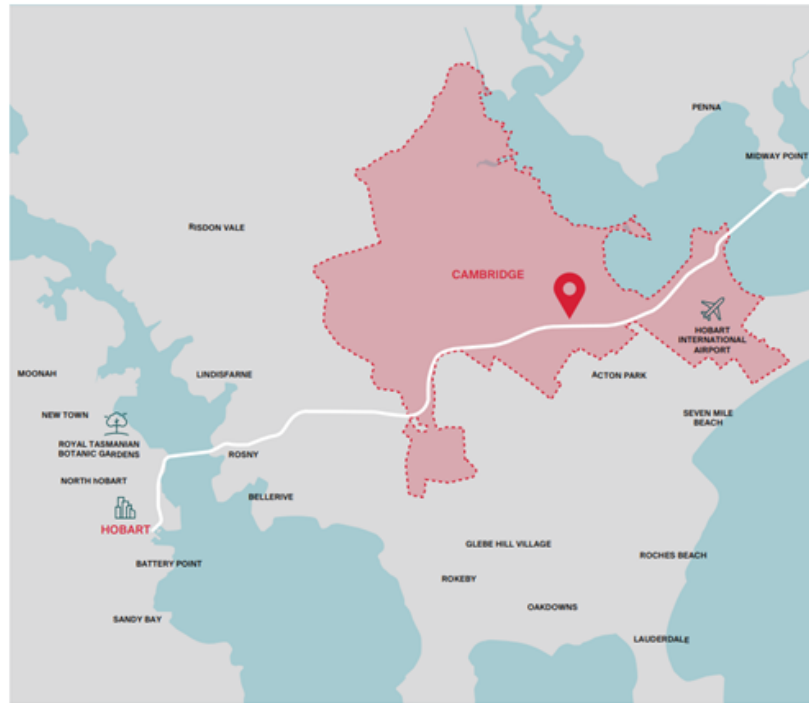 PENNA
MIDWAY POINT
RISDON VALE
CAMBRIDGE
HOBART
INTERNATIONAL
AIRPORT
MOONAH
LINDISFARNE
ACTON PARK
NEW TOWN
SEVEN MILE
BEACH
ROYAL TASMANIAN
BOTANIC GARDENS
ROSNY
NORTH hOBART
BELLERIVE
HOBART
GLEBE HILL VILLAGE
ROCHES BEACH
BATTERY POINT
ROKEBY
OAKDOWNS
SANDY BAY
LAUDERDALE